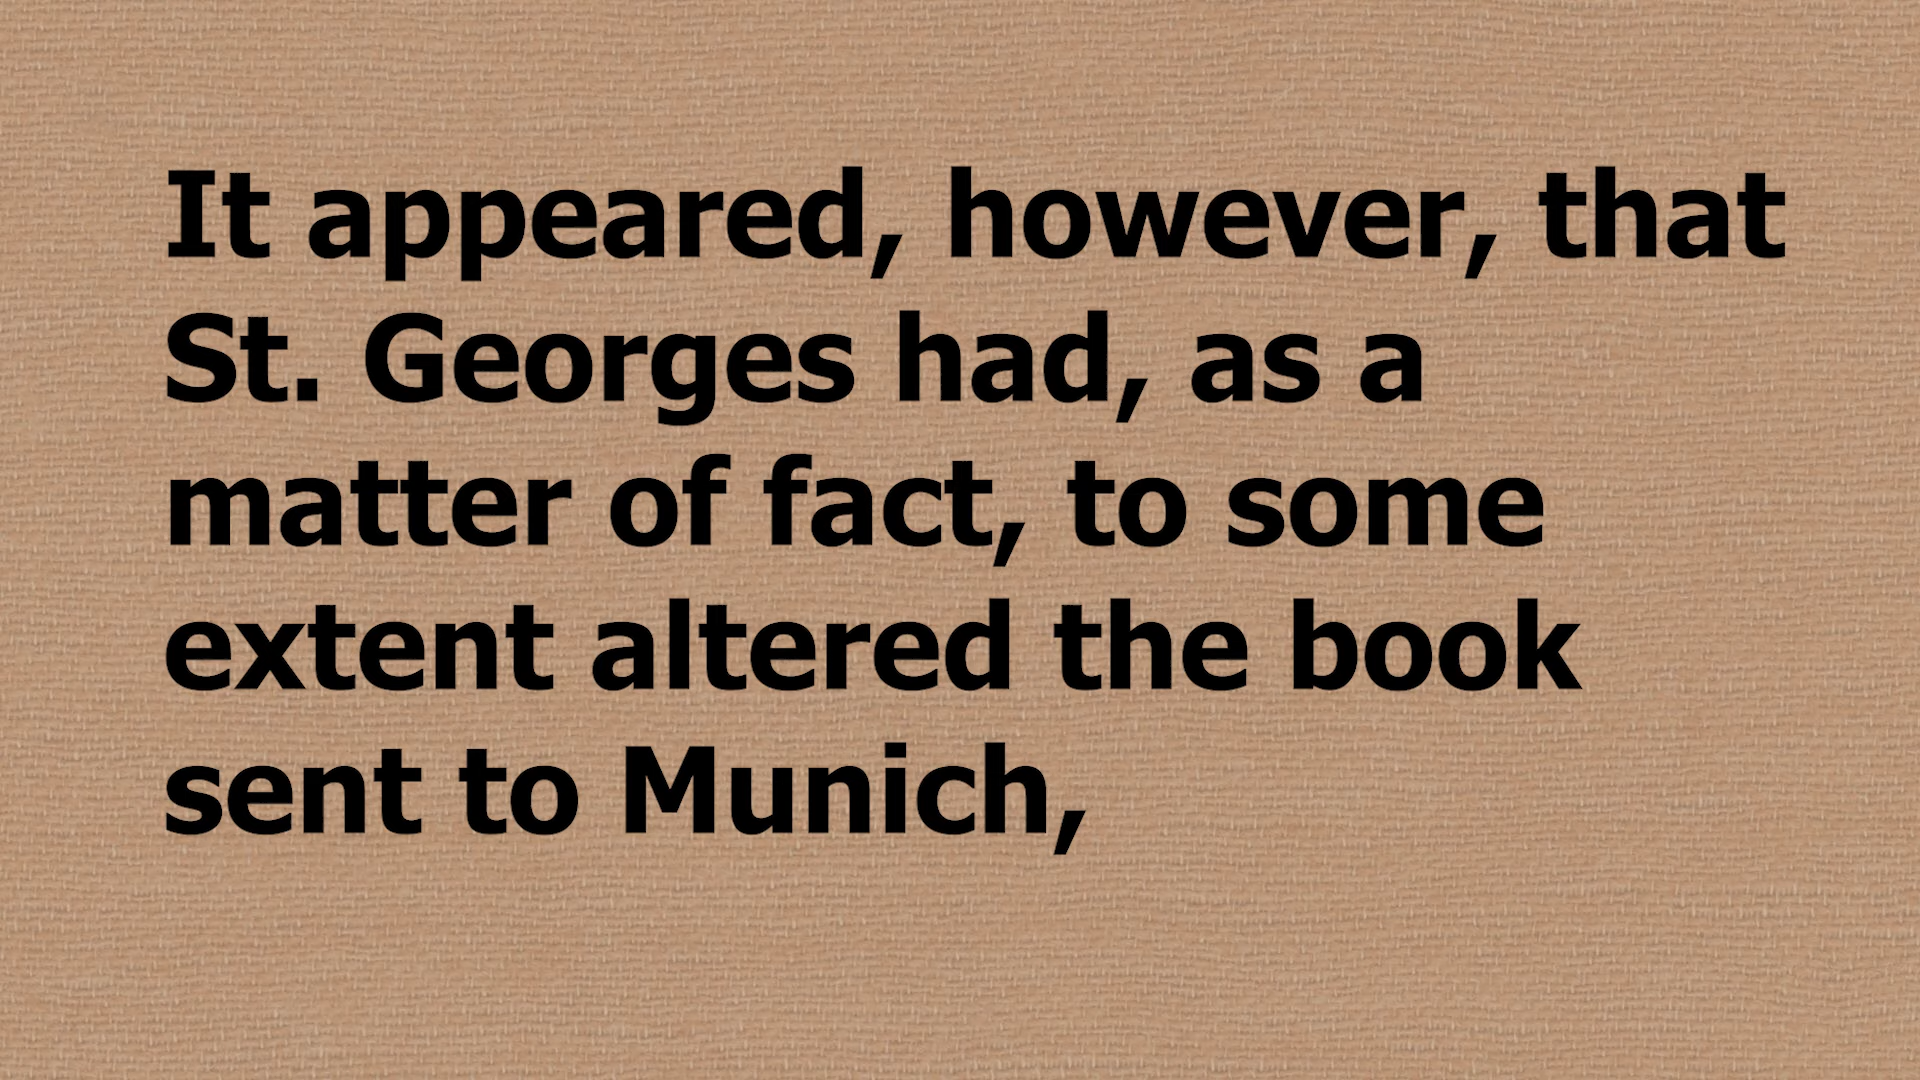 It appeared, however, that
St. Georges had, as a
matter of fact, to some
extent altered the book
sent to Munich,